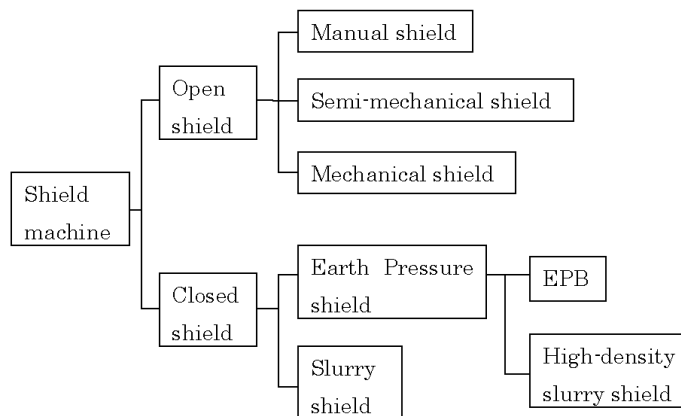 Manual shield
Open
shield
Semi-mechanical shield
Mechanical shield
Shield
machine
Earth Pressure
shield
EPB
Closed
shield
High-density
slurry shield
Slurry
shield